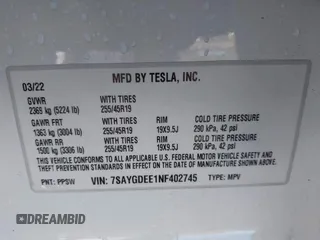 MFD BY TESLA, INC.
03/22
GVWR WITH TIRES
2369 kg (5224 lb) 255/45R19
GAWR FRT WITH TIRES RIM COLD TIRE PRESSURE
1363 kg (3004 lb) 255/45R19 19X9.5J 290 kPa, 42 psi
GAWR RR WITH TIRES RIM COLD TIRE PRESSURE
1500 kg (3306 lb) 255/45R19 19X9.5J 290 kPa, 42 psi
THIS VEHICLE CONFORMS TO ALL APPLICABLE U.S. FEDERAL MOTOR VEHICLE SAFETY AND
THEFT PREVENTION STANDARDS IN EFFECT ON THE DATE OF MANUFACTURE SHOWN ABOVE.
PNT: PPSW VIN: 7SAYGDEE1NF402745 TYPE: MPV